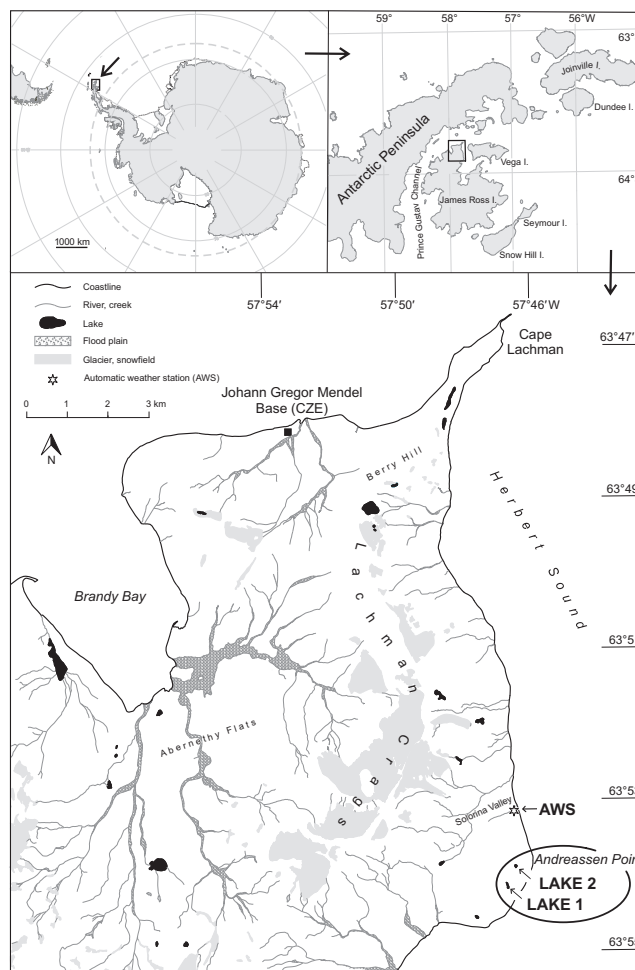 1000 km
59°
58°
57°
56°W
63°
64°
Joinville I.
Dundee I.
Antarctic Peninsula
Prince Gustav Channel
Vega I.
James Ross I.
Seymour I.
Snow Hill I.
Coastline
River, creek
Lake
Flood plain
Glacier, snowfield
Automatic weather station (AWS)
0 1 2 3 km
N
57°54′
57°50′
57°46′W
63°47′
63°49
63°5
63°53
63°55
Cape
Lachman
Johann Gregor Mendel
Base (CZE)
Berry Hill
Herbert Sound
Lachman Crags
Brandy Bay
Abernethy Flats
Solorina Valley
AWS
Andreassen Poin
LAKE 2
LAKE 1